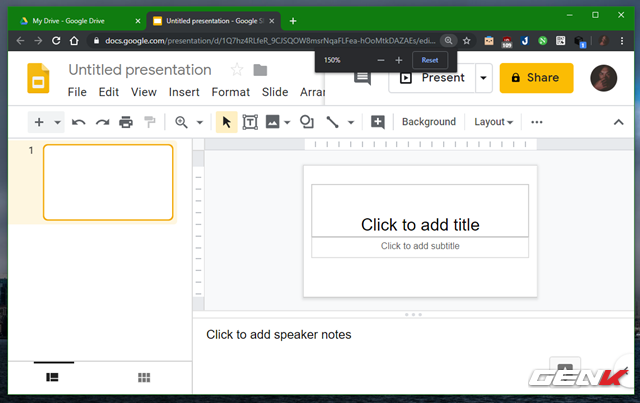 My Drive - Google Drive
Untitled presentation - Google Sl
docs.google.com/presentation/d/1Q7hz4RLfeR_9CJSQOW8msrNqaFLFea-hOoMtkDAZAEs/edi...
109
150%
Reset
Untitled presentation
Present
Share
File Edit View Insert Format Slide Arran
Background Layout
1
Click to add title
Click to add subtitle
Click to add speaker notes
GENK